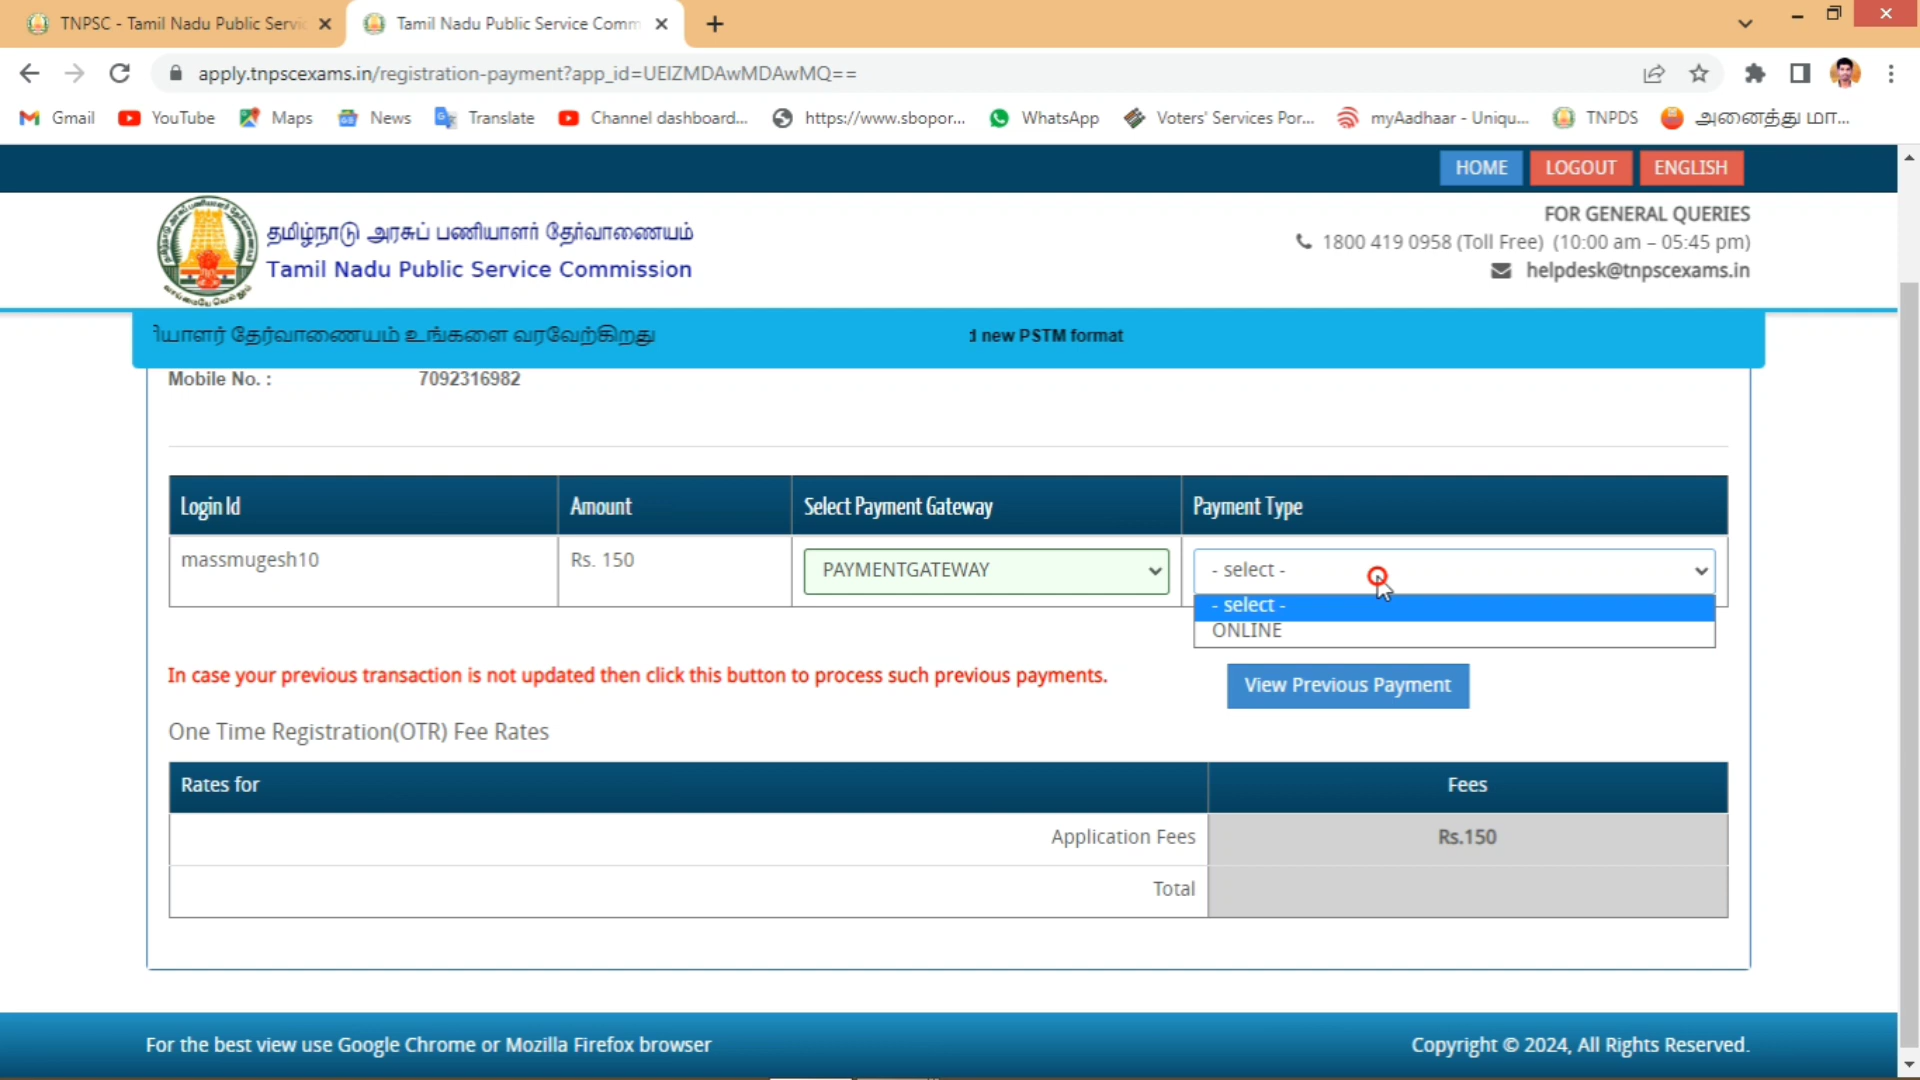 TNPSC - Tamil Nadu Public Servic
Tamil Nadu Public Service Comm
apply.tnpscexams.in/registration-payment?app_id=UElZMDAwMDAwMQ==
Gmail YouTube Maps News Translate Channel dashboard... https://www.sbopor... WhatsApp Voters' Services Por... myAadhaar - Uniqu... TNPDS அனைத்து மா...
HOME LOGOUT ENGLISH
தமிழ்நாடு அரசுப் பணியாளர் தேர்வாணையம்
Tamil Nadu Public Service Commission
வாய்மையே வெல்லும்
FOR GENERAL QUERIES
1800 419 0958 (Toll Free) (10:00 am – 05:45 pm)
helpdesk@tnpscexams.in
யாளர் தேர்வாணையம் உங்களை வரவேற்கிறது
d new PSTM format
Mobile No. : 7092316982
Login Id Amount Select Payment Gateway Payment Type
massmugesh10 Rs. 150 PAYMENTGATEWAY - select -
- select -
ONLINE
In case your previous transaction is not updated then click this button to process such previous payments. View Previous Payment
One Time Registration(OTR) Fee Rates
Rates for Fees
Application Fees Rs.150
Total
For the best view use Google Chrome or Mozilla Firefox browser
Copyright © 2024, All Rights Reserved.